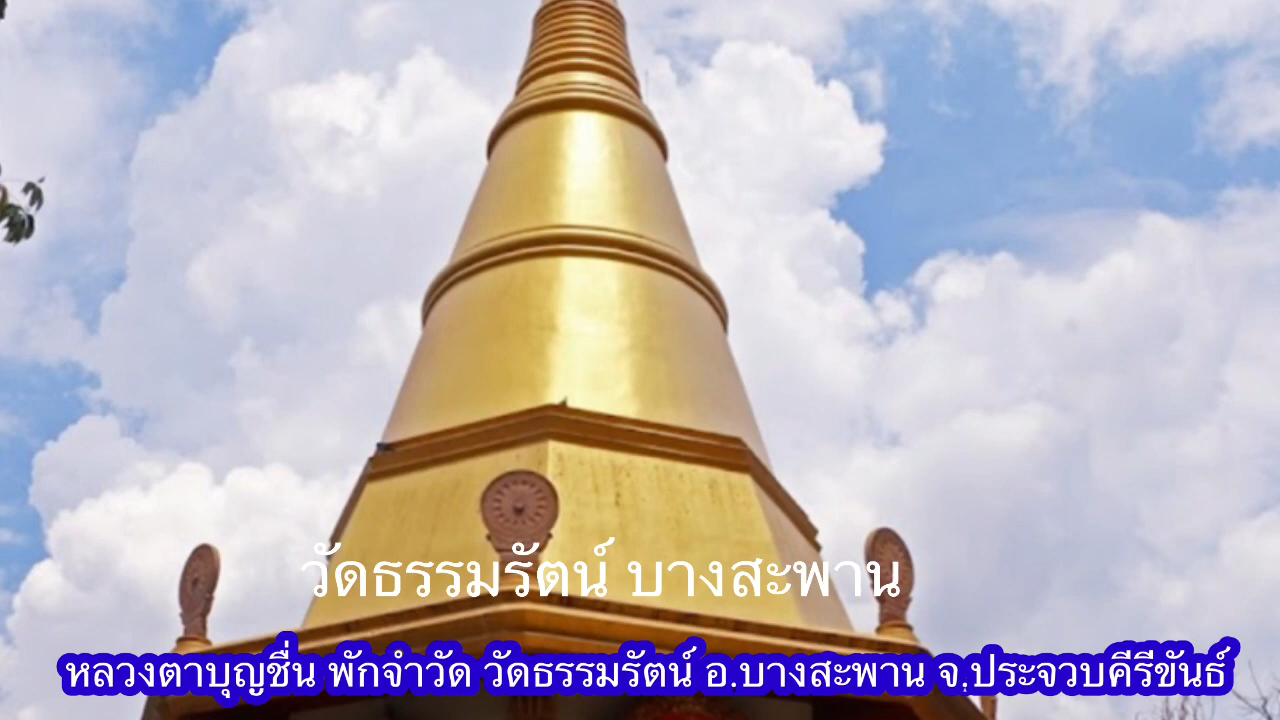 วัดธรรมรัตน์ บางสะพาน
หลวงตาบุญชื่น พักจำวัด วัดธรรมรัตน์ อ.บางสะพาน จ.ประจวบคีรีขันธ์